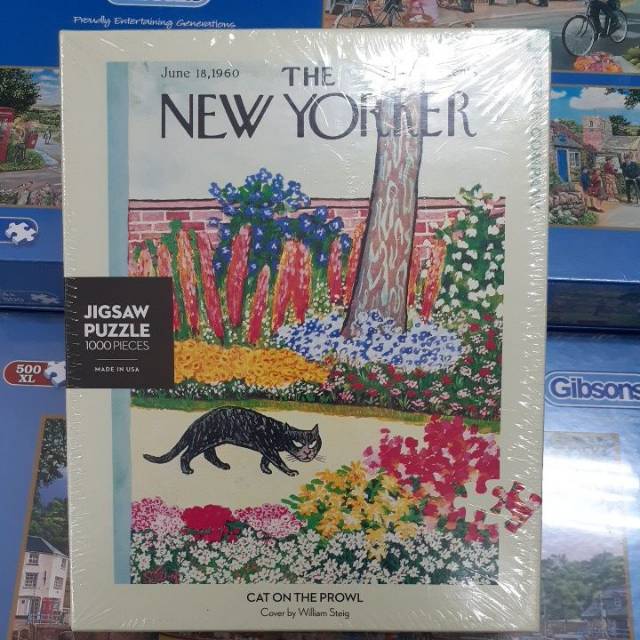 Proudly Entertaining Generations
June 18, 1960
THE
NEW YORKER
JIGSAW
PUZZLE
1000 PIECES
MADE IN USA
500
XL
Gibsons
CAT ON THE PROWL
Cover by William Steig